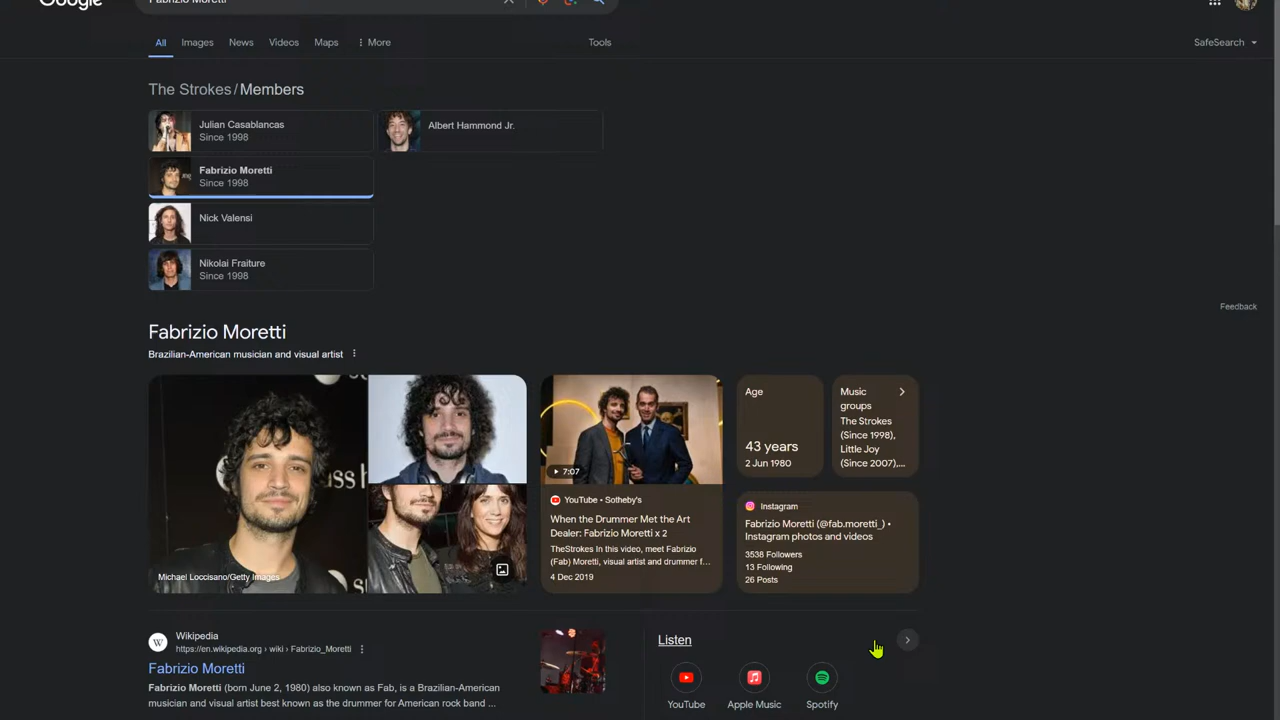 Google
Fabrizio Moretti
All
Images
News
Videos
Maps
More
Tools
SafeSearch
The Strokes / Members
Julian Casablancas
Since 1998
Albert Hammond Jr.
Fabrizio Moretti
Since 1998
Nick Valensi
Nikolai Fraiture
Since 1998
Feedback
Fabrizio Moretti
Brazilian-American musician and visual artist
Michael Loccisano/Getty Images
7:07
YouTube • Sotheby's
When the Drummer Met the Art
Dealer: Fabrizio Moretti x 2
TheStrokes In this video, meet Fabrizio
(Fab) Moretti, visual artist and drummer f...
4 Dec 2019
Age
43 years
2 Jun 1980
Music
groups
The Strokes
(Since 1998),
Little Joy
(Since 2007),...
Instagram
Fabrizio Moretti (@fab.moretti_) •
Instagram photos and videos
3538 Followers
13 Following
26 Posts
W
Wikipedia
https://en.wikipedia.org › wiki › Fabrizio_Moretti
Fabrizio Moretti
Fabrizio Moretti (born June 2, 1980) also known as Fab, is a Brazilian-American
musician and visual artist best known as the drummer for American rock band ...
Listen
YouTube
Apple Music
Spotify